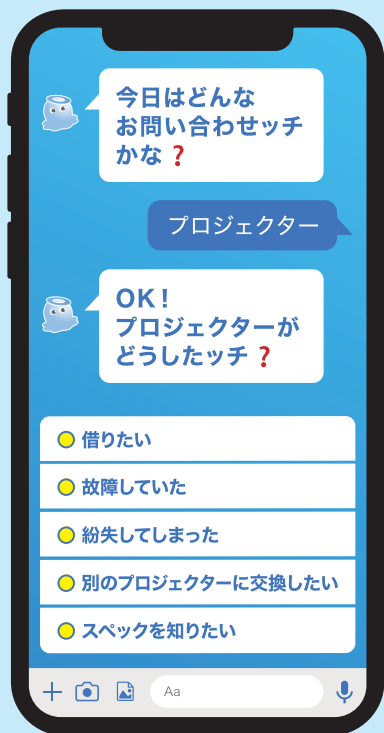 今日はどんな
お問い合わせッチ
かな❓
プロジェクター
OK！
プロジェクターが
どうしたッチ❓
借りたい
故障していた
紛失してしまった
別のプロジェクターに交換したい
スペックを知りたい
Aa